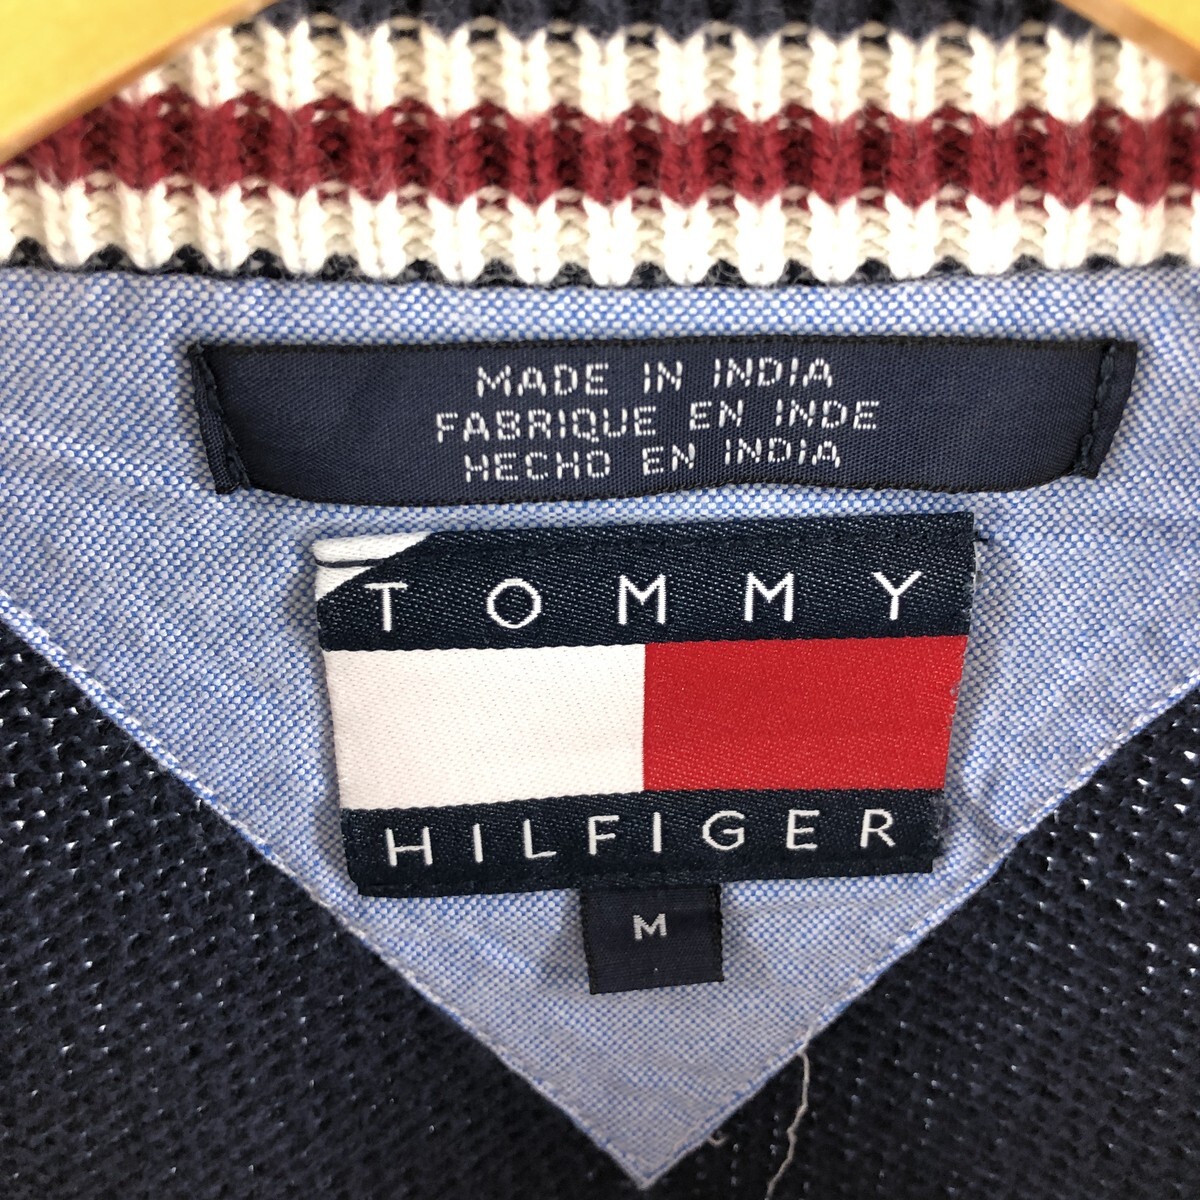 MADE IN INDIA
FABRIQUE EN INDE
HECHO EN INDIA
TOMMY
HILFIGER
M